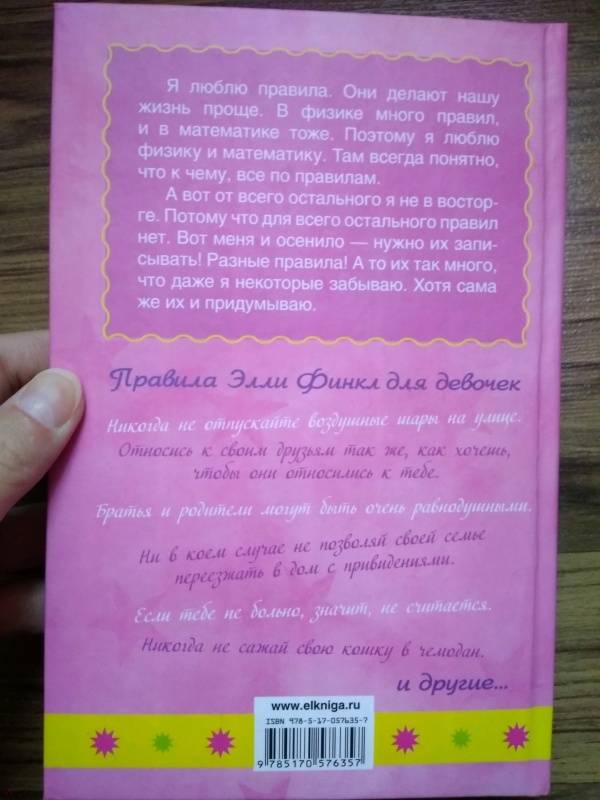 Я люблю правила. Они делают нашу
жизнь проще. В физике много правил,
и в математике тоже. Поэтому я люблю
физику и математику. Там всегда понятно,
что к чему, все по правилам.
А вот от всего остального я не в востор-
ге. Потому что для всего остального правил
нет. Вот меня и осенило — нужно их запи-
сывать! Разные правила! А то их так много,
что даже я некоторые забываю. Хотя сама
же их и придумываю.
Правила Элли Финкл для девочек
Никогда не отпускайте воздушные шары на улице.
Относись к своим друзьям так же, как хочешь,
чтобы они относились к тебе.
Братья и родители могут быть очень равнодушными.
Ни в коем случае не позволяй своей семье
переезжать в дом с привидениями.
Если тебе не больно, значит, не считается.
Никогда не сажай свою кошку в чемодан.
и другие...
www.elkniga.ru
ISBN 978-5-17-057635-7
9 785170 576357